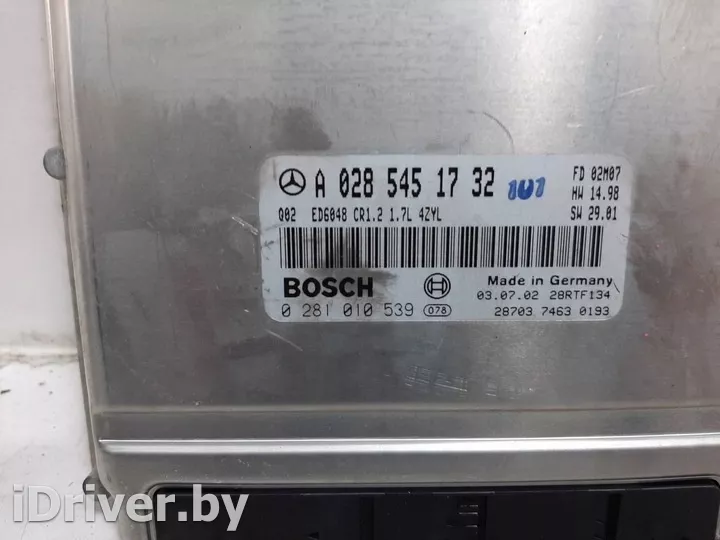 A 028 545 17 32 101 FD 02M07
HW 14.98
Q02 ED6048 CR1.2 1.7L 4ZYL SW 29.01
BOSCH Made in Germany
03.07.02 28RTF134
0 281 010 539 078 28703 7463 0193
iDriver.by